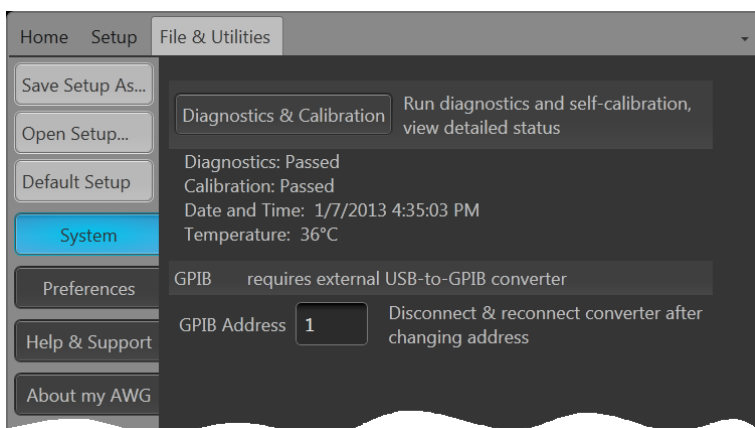 Home Setup File & Utilities
Save Setup As...
Open Setup...
Default Setup
System
Preferences
Help & Support
About my AWG
Diagnostics & Calibration
Run diagnostics and self-calibration,
view detailed status
Diagnostics: Passed
Calibration: Passed
Date and Time: 1/7/2013 4:35:03 PM
Temperature: 36°C
GPIB requires external USB-to-GPIB converter
GPIB Address 1
Disconnect & reconnect converter after
changing address